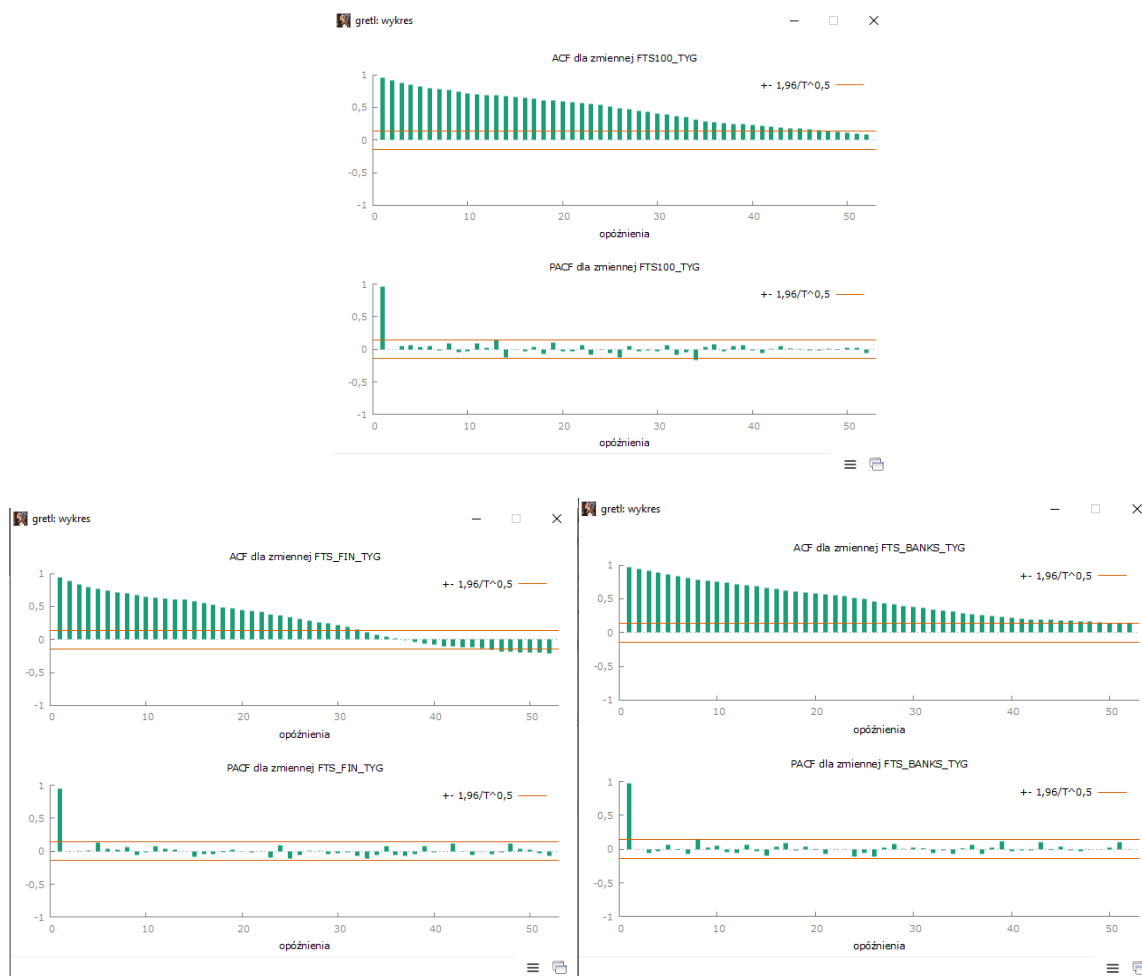 gretl: wykres
ACF dla zmiennej FTS100_TYG
+- 1,96/T^0,5
1
0,5
0
-0,5
-1
0 10 20 30 40 50
opóźnienia
PACF dla zmiennej FTS100_TYG
+- 1,96/T^0,5
1
0,5
0
-0,5
-1
0 10 20 30 40 50
opóźnienia
gretl: wykres
ACF dla zmiennej FTS_FIN_TYG
+- 1,96/T^0,5
1
0,5
0
-0,5
-1
0 10 20 30 40 50
opóźnienia
PACF dla zmiennej FTS_FIN_TYG
+- 1,96/T^0,5
1
0,5
0
-0,5
-1
0 10 20 30 40 50
opóźnienia
gretl: wykres
ACF dla zmiennej FTS_BANKS_TYG
+- 1,96/T^0,5
1
0,5
0
-0,5
-1
0 10 20 30 40 50
opóźnienia
PACF dla zmiennej FTS_BANKS_TYG
+- 1,96/T^0,5
1
0,5
0
-0,5
-1
0 10 20 30 40 50
opóźnienia